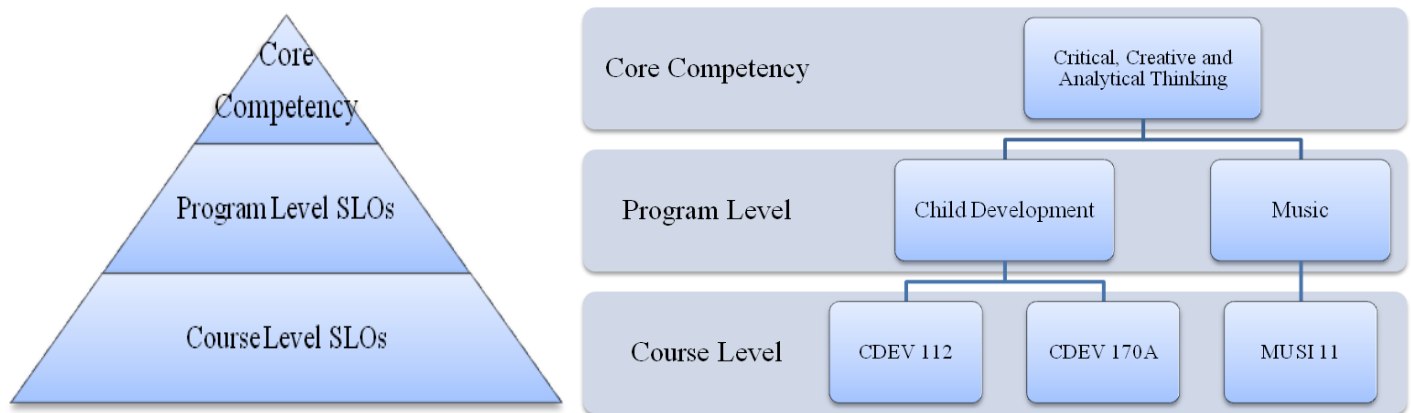 Core
Competency
Program Level SLOs
Course Level SLOs
Core Competency
Critical, Creative and
Analytical Thinking
Program Level
Child Development
Music
Course Level
CDEV 112
CDEV 170A
MUSI 11